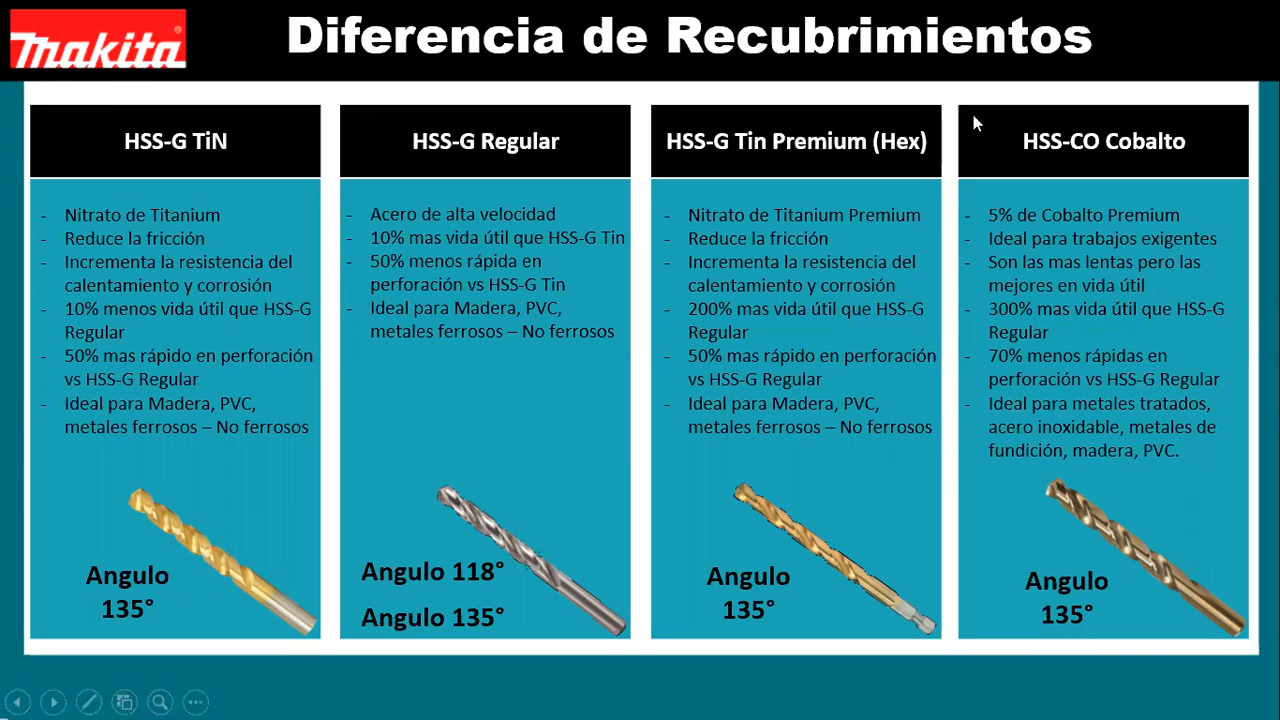 makita
Diferencia de Recubrimientos
HSS-G TiN
- Nitrato de Titanium
- Reduce la fricción
- Incrementa la resistencia del
calentamiento y corrosión
- 10% menos vida útil que HSS-G
Regular
- 50% mas rápido en perforación
vs HSS-G Regular
- Ideal para Madera, PVC,
metales ferrosos – No ferrosos
Angulo
135°
HSS-G Regular
- Acero de alta velocidad
- 10% mas vida útil que HSS-G Tin
- 50% menos rápida en
perforación vs HSS-G Tin
- Ideal para Madera, PVC,
metales ferrosos – No ferrosos
Angulo 118°
Angulo 135°
HSS-G Tin Premium (Hex)
- Nitrato de Titanium Premium
- Reduce la fricción
- Incrementa la resistencia del
calentamiento y corrosión
- 200% mas vida útil que HSS-G
Regular
- 50% mas rápido en perforación
vs HSS-G Regular
- Ideal para Madera, PVC,
metales ferrosos – No ferrosos
Angulo
135°
HSS-CO Cobalto
- 5% de Cobalto Premium
- Ideal para trabajos exigentes
- Son las mas lentas pero las
mejores en vida útil
- 300% mas vida útil que HSS-G
Regular
- 70% menos rápidas en
perforación vs HSS-G Regular
- Ideal para metales tratados,
acero inoxidable, metales de
fundición, madera, PVC.
Angulo
135°